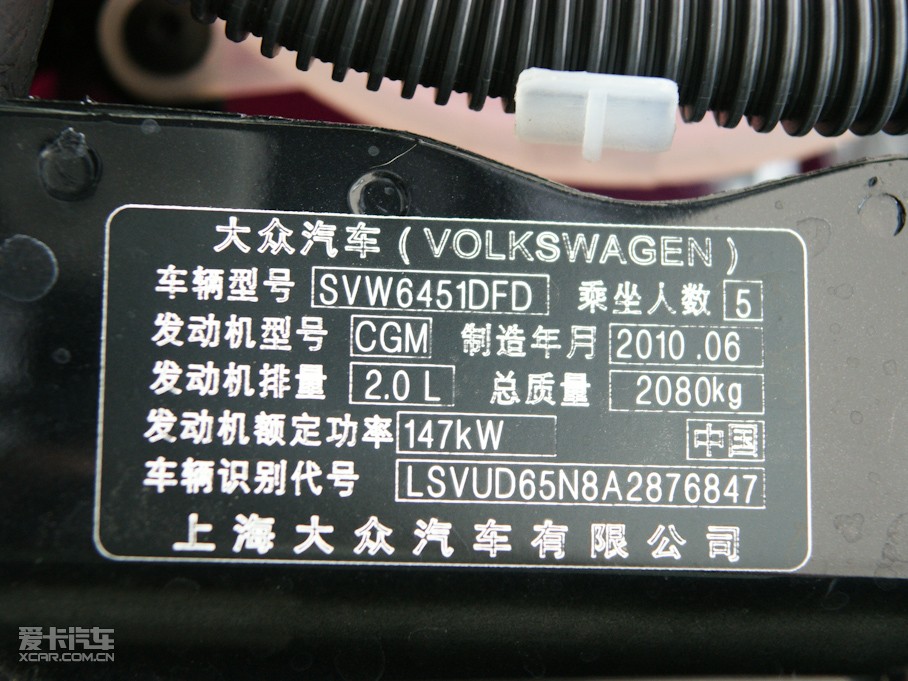 大众汽车(VOLKSWAGEN)
车辆型号 SVW6451DFD 乘坐人数 5
发动机型号 CGM 制造年月 2010.06
发动机排量 2.0L 总质量 2080kg
发动机额定功率 147kW 中国
车辆识别代号 LSVUD65N8A2876847
上海大众汽车有限公司
爱卡汽车
XCAR.COM.CN